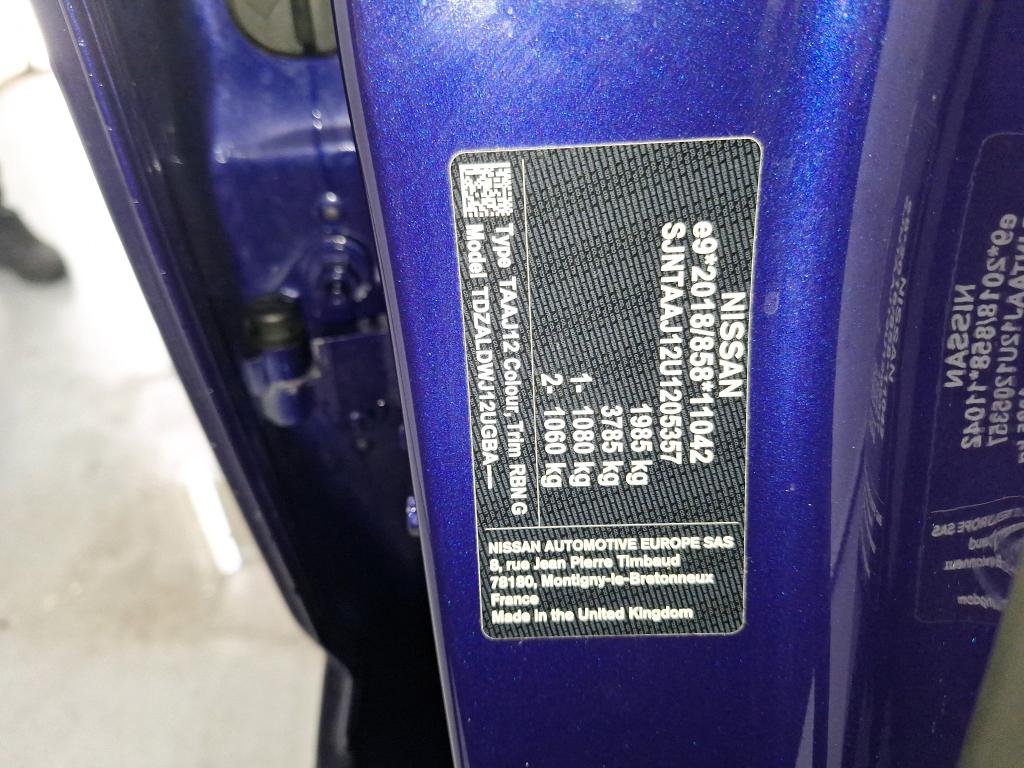 NISSAN
e9*2018/858*11042
SJNTAAJ12U1205357
1985 kg
3785 kg
1- 1080 kg
2- 1060 kg
Type TAAJ12 Colour, Trim RBN G
Model TDZALDWJ12UGBA----
NISSAN AUTOMOTIVE EUROPE SAS
8, rue Jean Pierre Timbaud
78180, Montigny-le-Bretonneux
France
Made in the United Kingdom